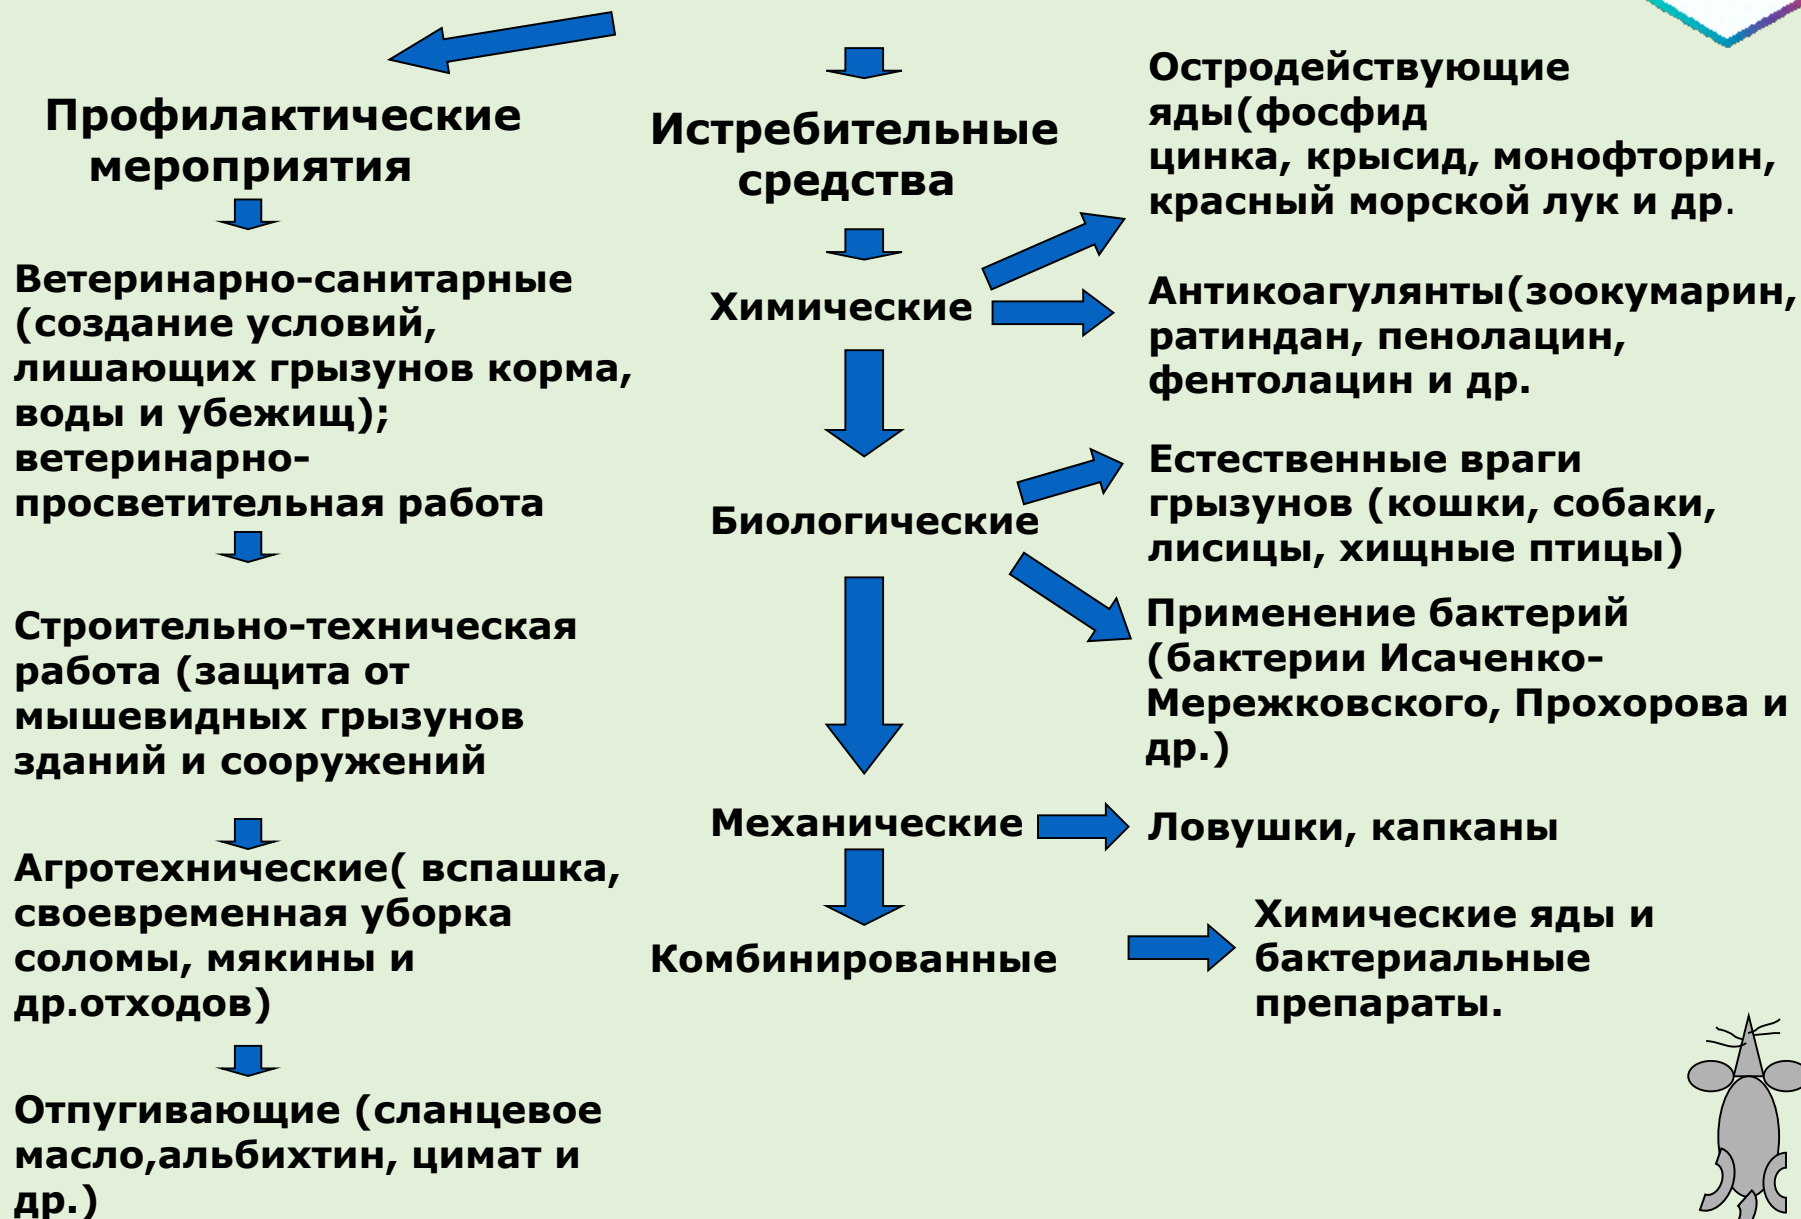 Профилактические
мероприятия
Ветеринарно-санитарные
(создание условий,
лишающих грызунов корма,
воды и убежищ);
ветеринарно-
просветительная работа
Строительно-техническая
работа (защита от
мышевидных грызунов
зданий и сооружений
Агротехнические( вспашка,
своевременная уборка
соломы, мякины и
др.отходов)
Отпугивающие (сланцевое
масло,альбихтин, цимат и
др.)
Истребительные
средства
Химические
Остродействующие
яды(фосфид
цинка, крысид, монофторин,
красный морской лук и др.
Антикоагулянты(зоокумарин,
ратиндан, пенолацин,
фентолацин и др.
Биологические
Естественные враги
грызунов (кошки, собаки,
лисицы, хищные птицы)
Применение бактерий
(бактерии Исаченко-
Мережковского, Прохорова и
др.)
Механические
Ловушки, капканы
Комбинированные
Химические яды и
бактериальные
препараты.